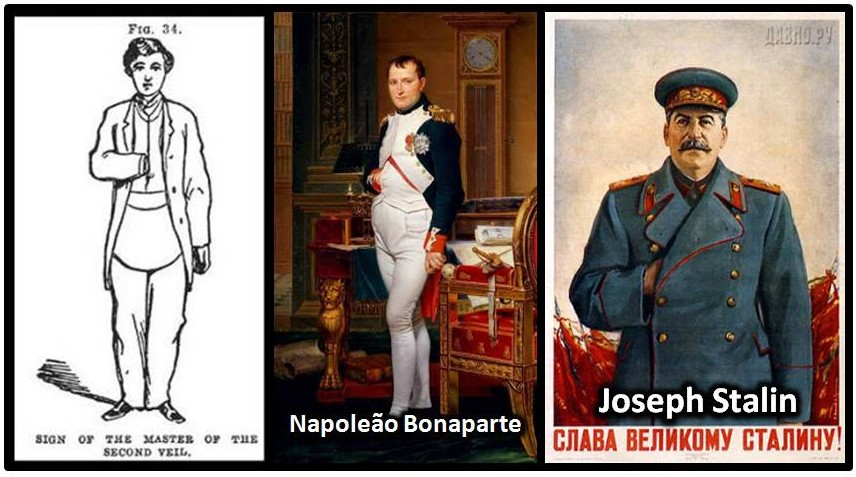 FIG. 34.
SIGN OF THE MASTER OF THE
SECOND VEIL.
Napoleão Bonaparte
ДАВНО.РУ
Joseph Stalin
СЛАВА ВЕЛИКОМУ СТАЛИНУ!